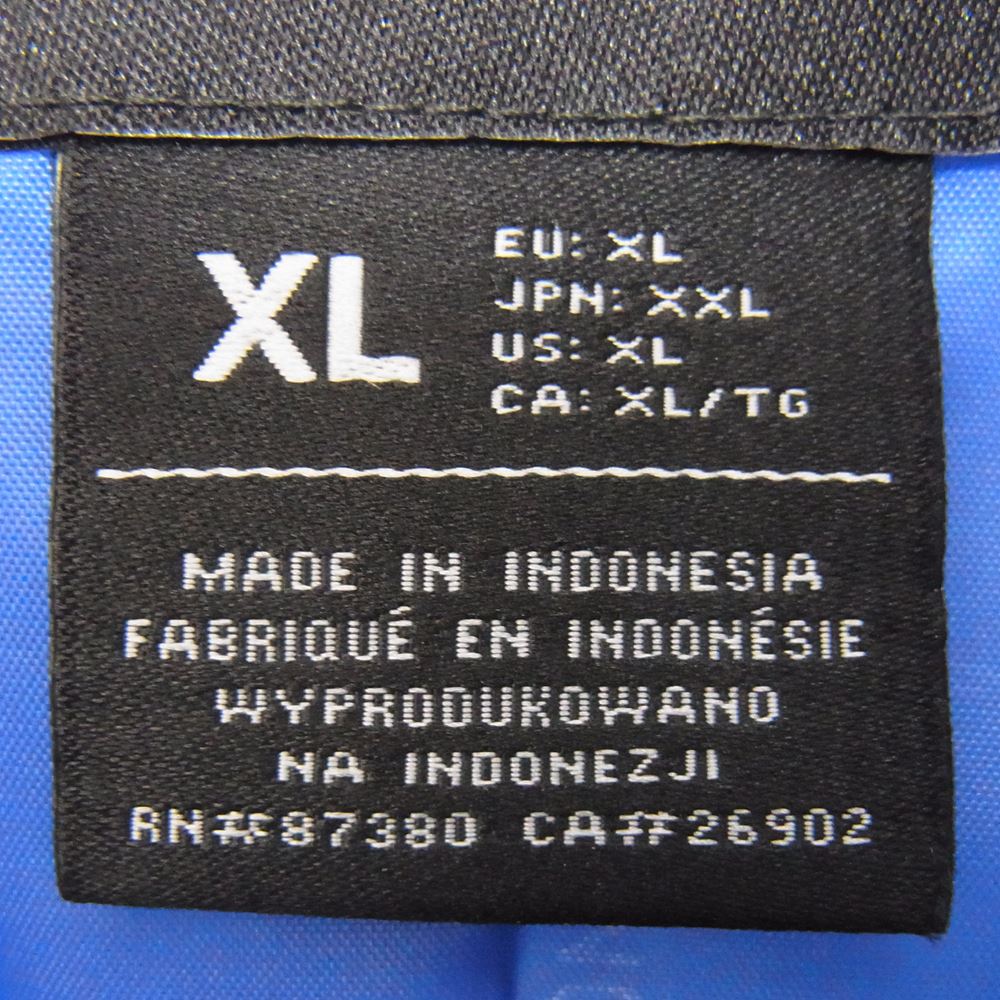 XL
EU: XL
JPN: XXL
US: XL
CA: XL/TG
MADE IN INDONESIA
FABRIQUÉ EN INDONÉSIE
WYPRODUKOWANO
NA INDONEZJI
RN#87380 CA#26902